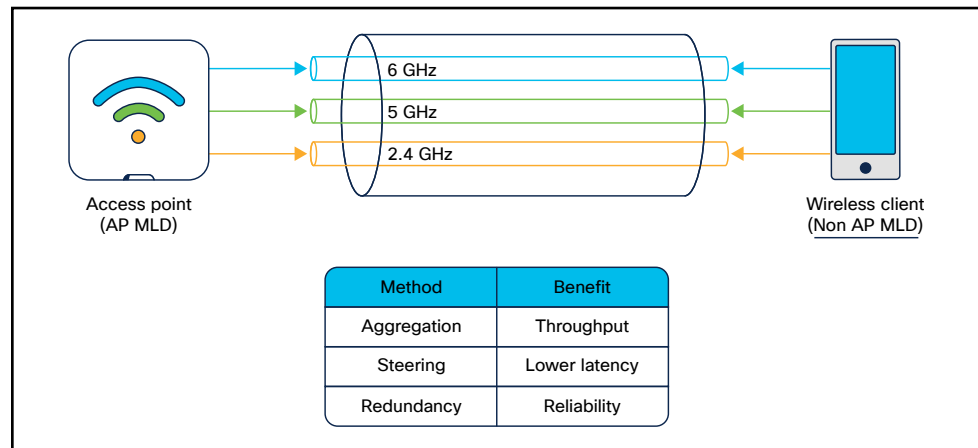 6 GHz
5 GHz
2.4 GHz
Access point
(AP MLD)
Wireless client
(Non AP MLD)
Method Benefit
Aggregation Throughput
Steering Lower latency
Redundancy Reliability